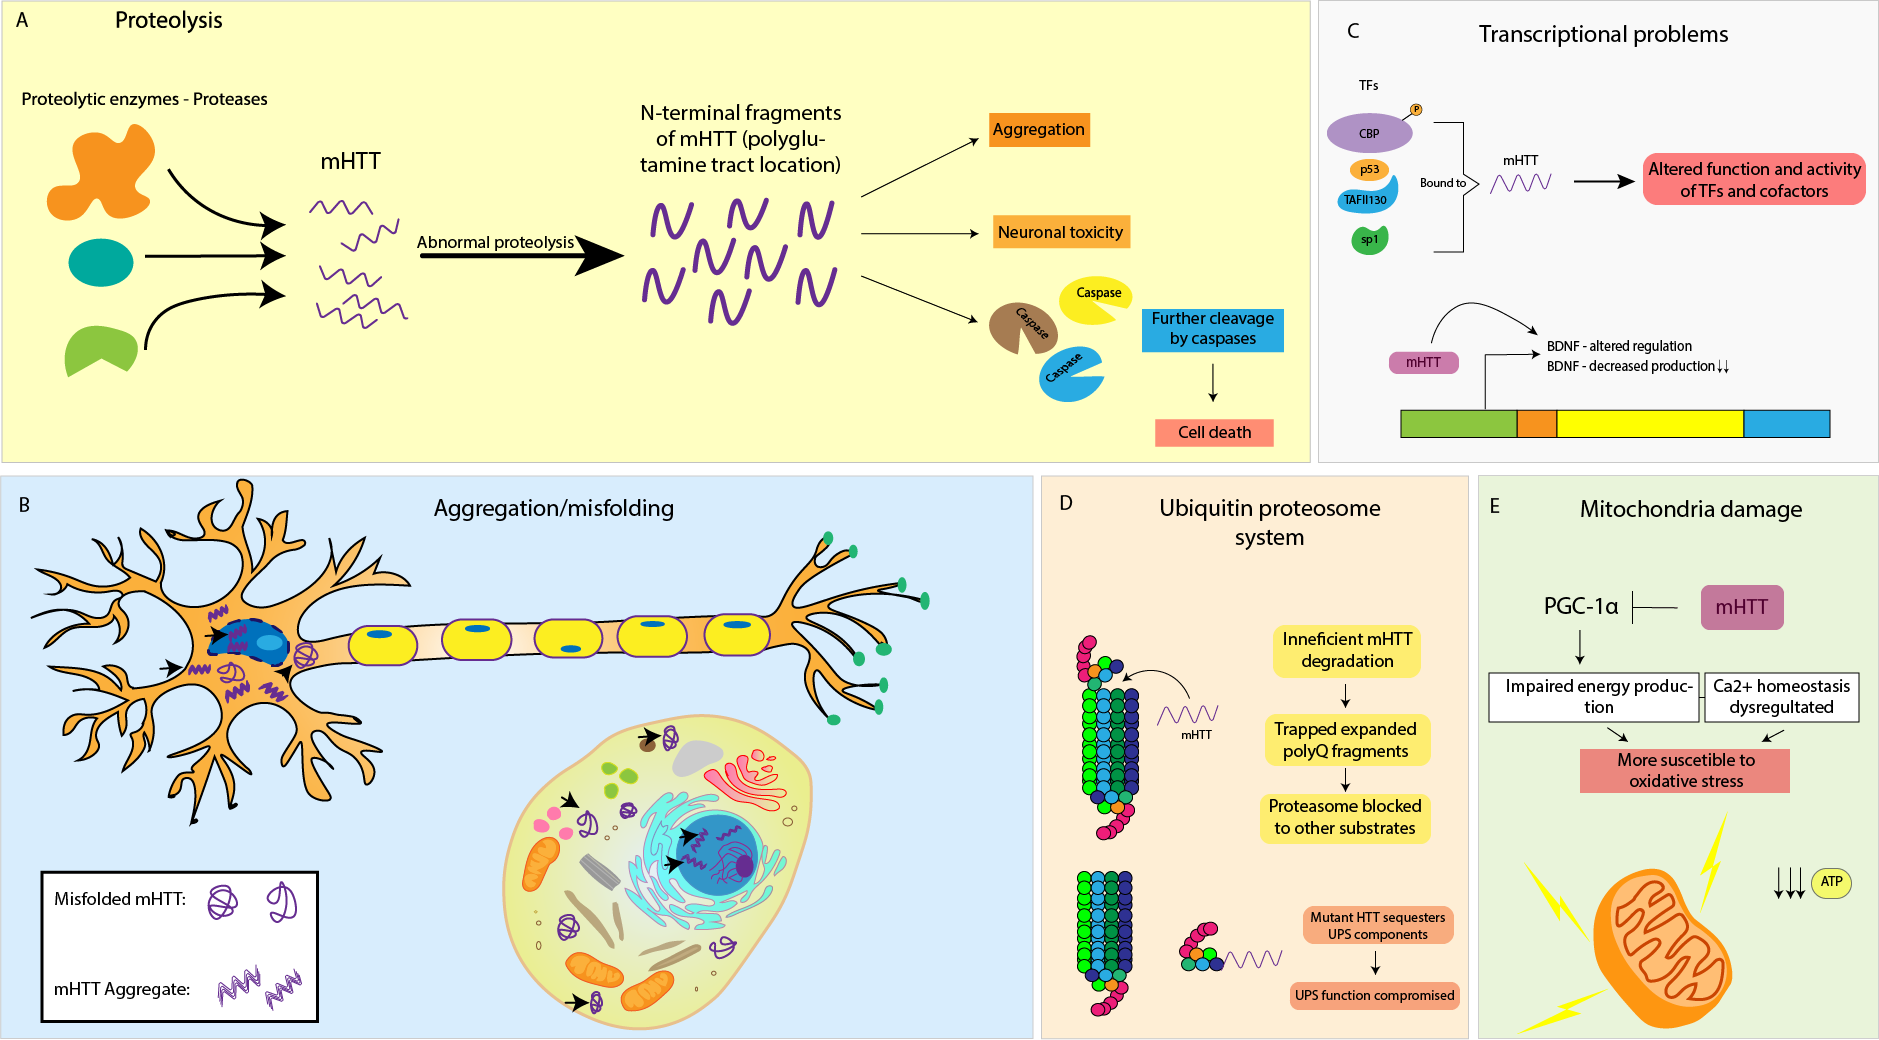 A
Proteolysis
Proteolytic enzymes - Proteases
mHTT
Abnormal proteolysis
N-terminal fragments
of mHTT (polyglu-
tamine tract location)
Aggregation
Neuronal toxicity
Caspase
Caspase
Caspase
Further cleavage
by caspases
Cell death
C
Transcriptional problems
TFs
P
CBP
p53
TAFII130
sp1
Bound to
mHTT
Altered function and activity
of TFs and cofactors
mHTT
BDNF - altered regulation
BDNF - decreased production↓↓
B
Aggregation/misfolding
Misfolded mHTT:
mHTT Aggregate:
D
Ubiquitin proteosome
system
mHTT
Inneficient mHTT
degradation
Trapped expanded
polyQ fragments
Proteasome blocked
to other substrates
Mutant HTT sequesters
UPS components
UPS function compromised
E
Mitochondria damage
PGC-1α
mHTT
Impaired energy produc-
tion
Ca2+ homeostasis
dysregultated
More suscetible to
oxidative stress
↓↓↓ ATP